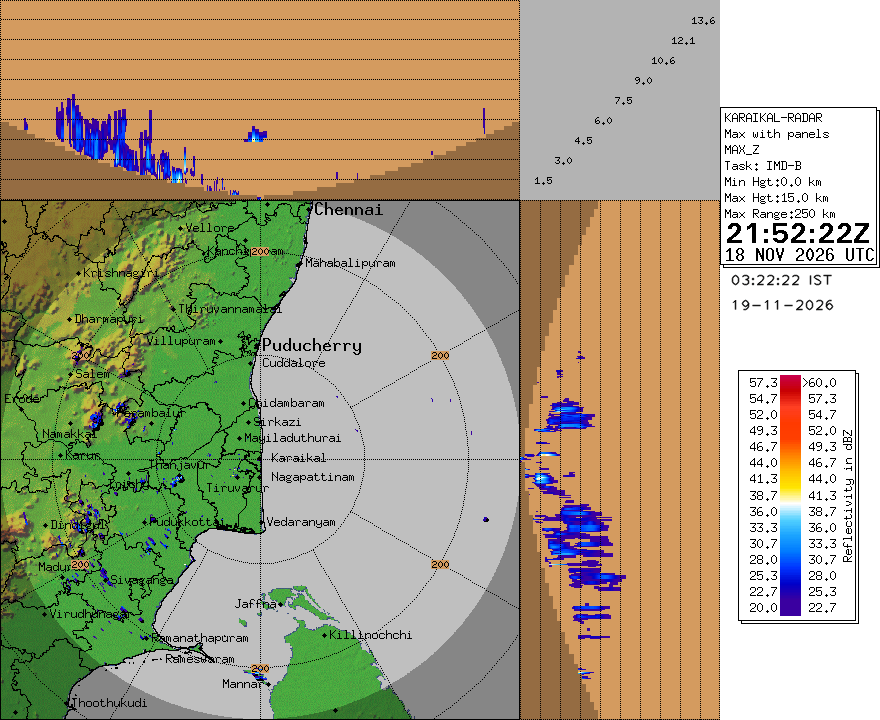 13.6
12.1
10.6
9.0
7.5
6.0
4.5
3.0
1.5
KARAIKAL-RADAR
Max with panels
MAX_Z
Task: IMD-B
Min Hgt:0.0 km
Max Hgt:15.0 km
Max Range:250 km
21:52:22Z
18 NOV 2026 UTC
03:22:22 IST
19-11-2026
Chennai
Vellore
200
Mahabalipuram
Krishnagiri
Thiruvannamalai
Dharmapuri
Villupuram
Puducherry
200
Cuddalore
Salem
Erode
Chidambaram
Perambalur
Sirkazi
Namakkal
Mayiladuthurai
Karur
Karaikal
Thanjavur
Nagapattinam
Tiruvarur
Pudukkottai
Vedaranyam
200
200
Sivaganga
Jaffna
Virudhunagar
Ramanathapuram
Killinochchi
Rameswaram
200
Mannar
Thoothukudi
57.3 >60.0
54.7 57.3
52.0 54.7
49.3 52.0
46.7 49.3
44.0 46.7
41.3 44.0
38.7 41.3
36.0 38.7
33.3 36.0
30.7 33.3
28.0 30.7
25.3 28.0
22.7 25.3
20.0 22.7
Reflectivity in dBZ